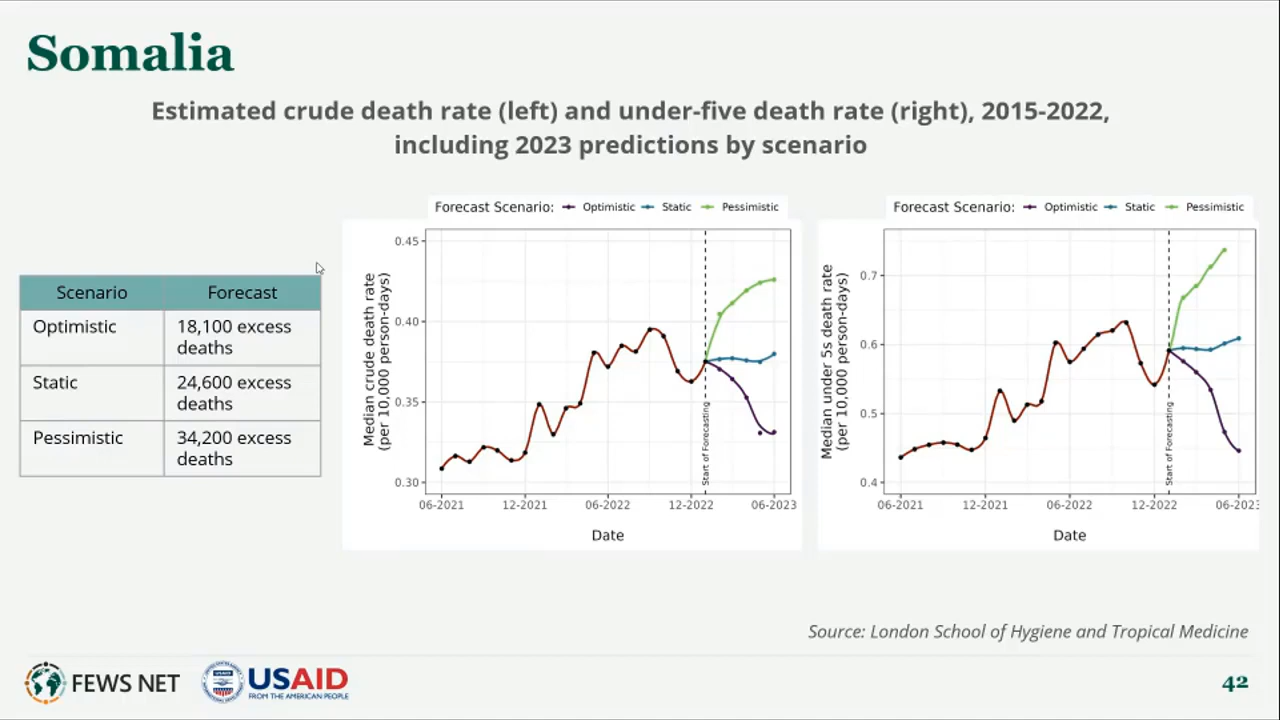 Somalia
Estimated crude death rate (left) and under-five death rate (right), 2015-2022,
including 2023 predictions by scenario
Scenario Forecast
Optimistic 18,100 excess
deaths
Static 24,600 excess
deaths
Pessimistic 34,200 excess
deaths
Forecast Scenario: Optimistic Static Pessimistic
Median crude death rate
(per 10,000 person-days)
0.45
0.40
0.35
0.30
Start of Forecasting
06-2021 12-2021 06-2022 12-2022 06-2023
Date
Forecast Scenario: Optimistic Static Pessimistic
Median under 5s death rate
(per 10,000 person-days)
0.7
0.6
0.5
0.4
Start of Forecasting
06-2021 12-2021 06-2022 12-2022 06-2023
Date
Source: London School of Hygiene and Tropical Medicine
FEWS NET
USAID
FROM THE AMERICAN PEOPLE
42